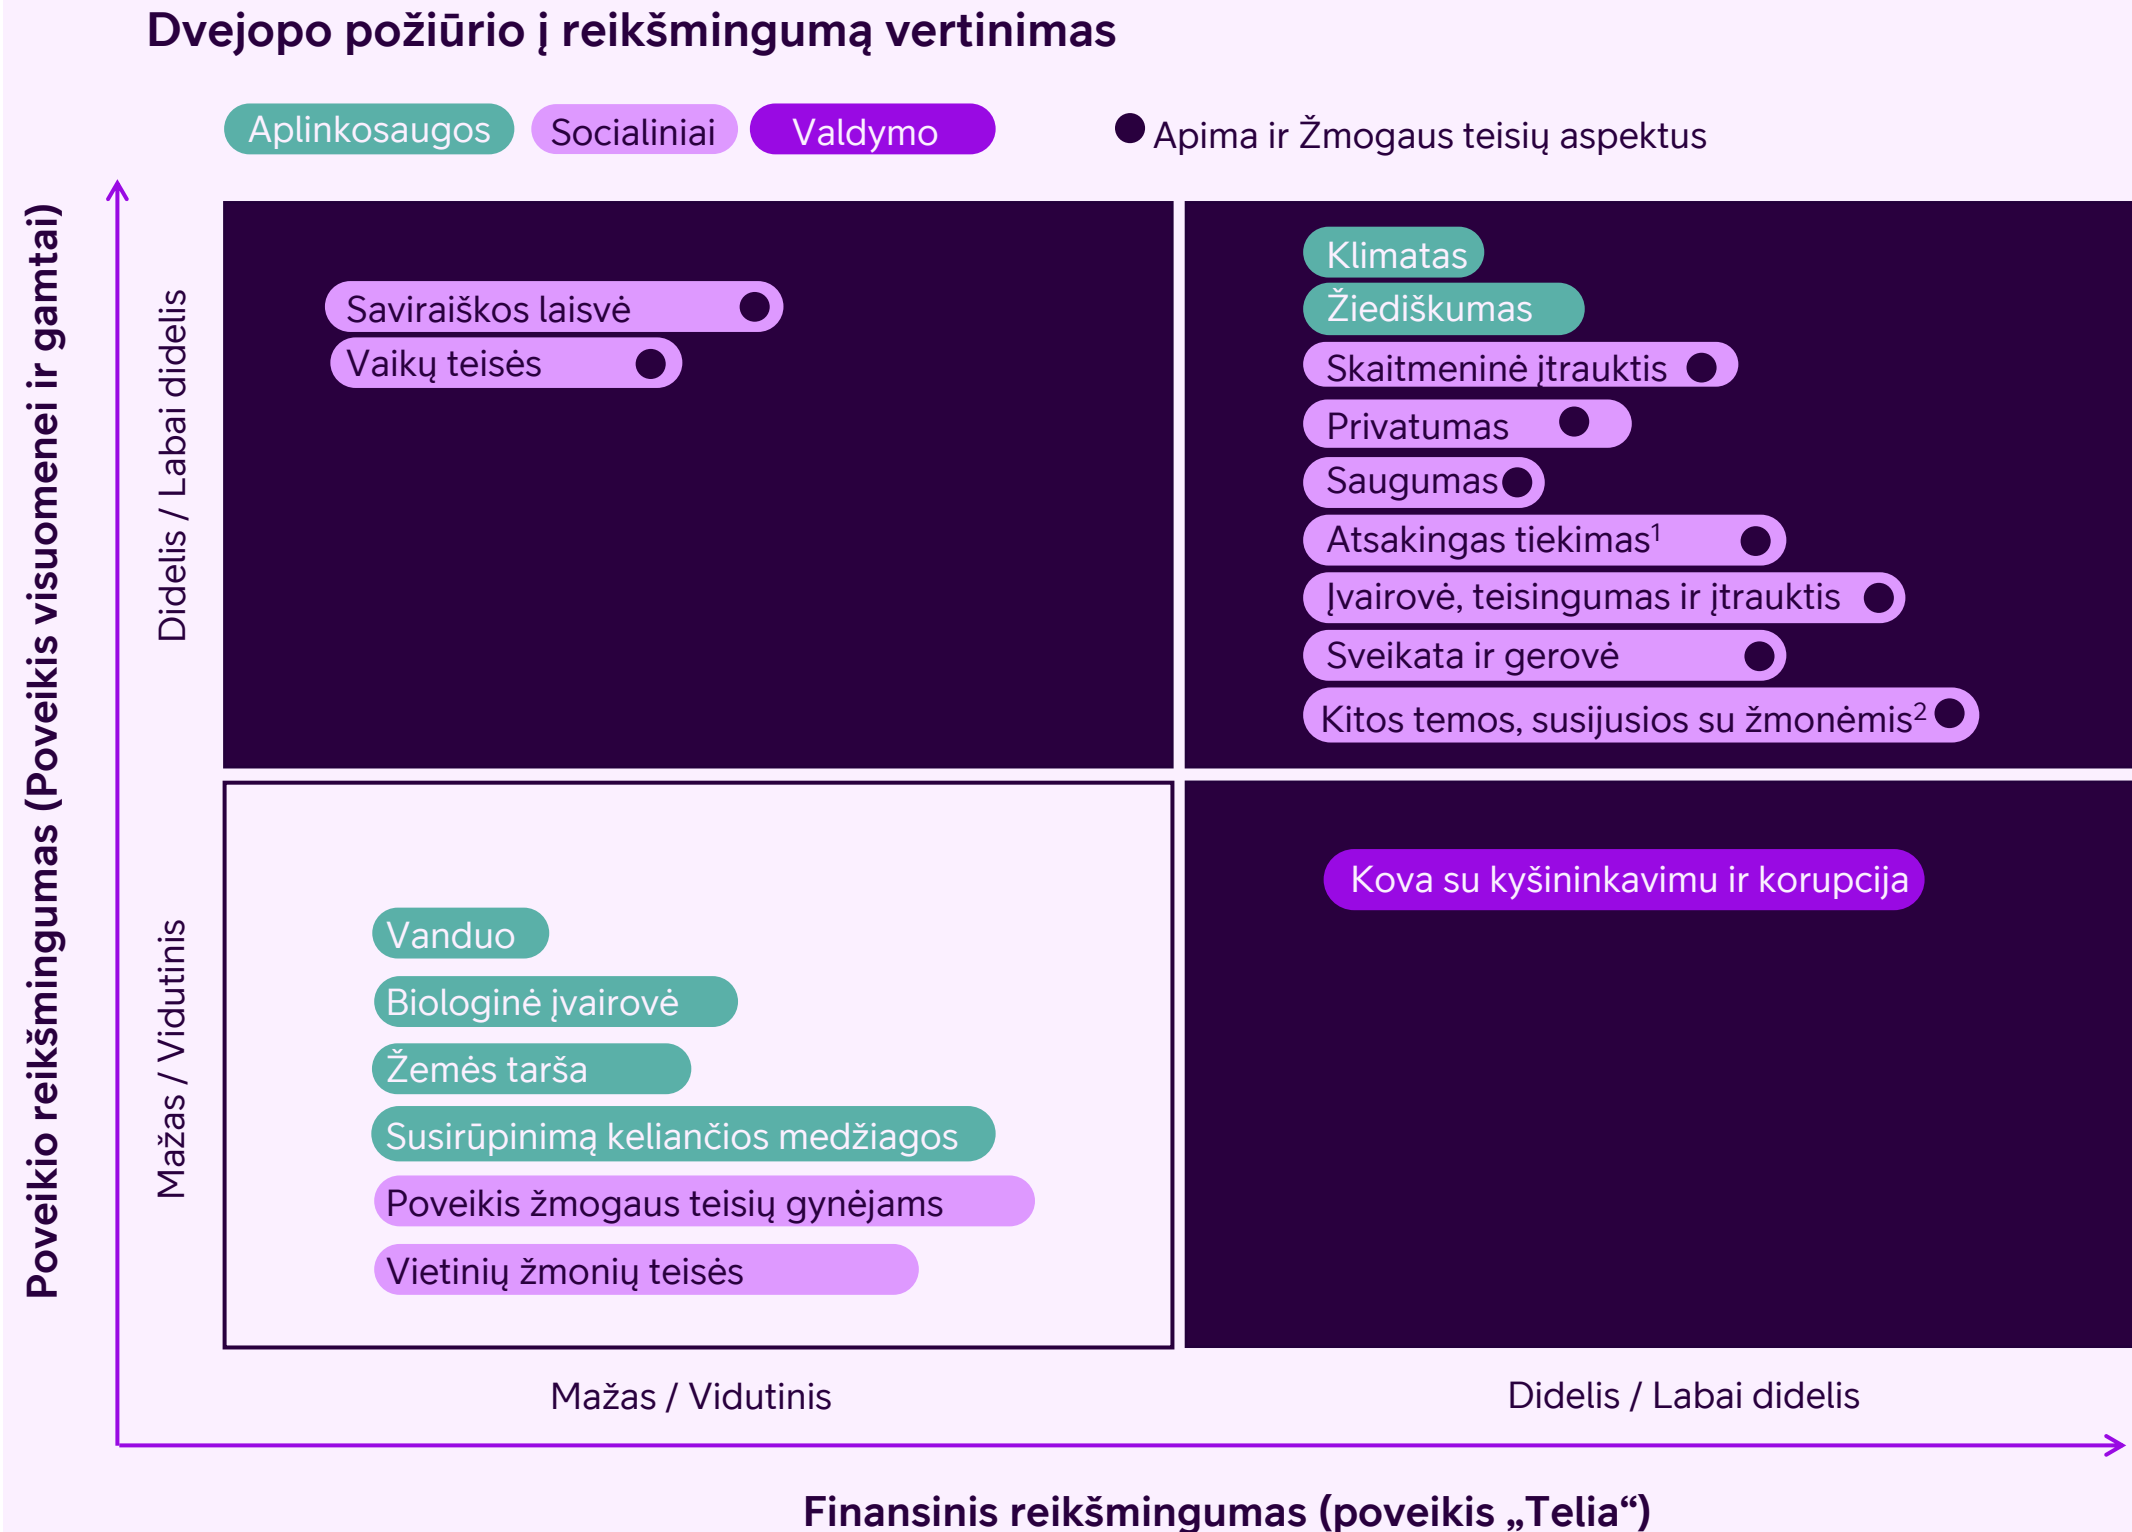 Dvejopo požiūrio į reikšmingumą vertinimas
Aplinkosaugos
Socialiniai
Valdymo
Apima ir Žmogaus teisių aspektus
Poveikio reikšmingumas (Poveikis visuomenei ir gamtai)
Didelis / Labai didelis
Saviraiškos laisvė
Vaikų teisės
Klimatas
Žiediškumas
Skaitmeninė įtrauktis
Privatumas
Saugumas
Atsakingas tiekimas¹
Įvairovė, teisingumas ir įtrauktis
Sveikata ir gerovė
Kitos temos, susijusios su žmonėmis²
Mažas / Vidutinis
Vanduo
Biologinė įvairovė
Žemės tarša
Susirūpinimą keliančios medžiagos
Poveikis žmogaus teisių gynėjams
Vietinių žmonių teisės
Kova su kyšininkavimu ir korupcija
Mažas / Vidutinis
Didelis / Labai didelis
Finansinis reikšmingumas (poveikis „Telia“)